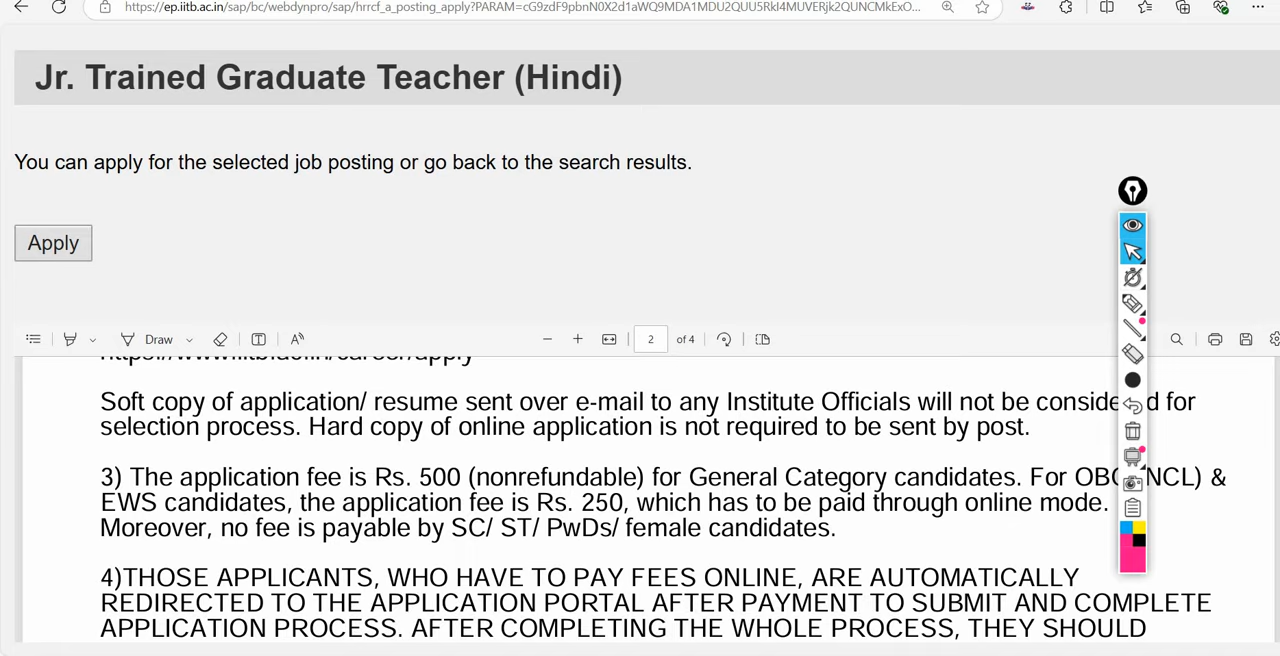 https://ep.iitb.ac.in/sap/bc/webdynpro/sap/hrrcf_a_posting_apply?PARAM=cG9zdF9pbnN0X2d1aWQ9MDA1MDU2QUU5RkI4MUVERjk2QUNCMkExO...
Jr. Trained Graduate Teacher (Hindi)
You can apply for the selected job posting or go back to the search results.
Apply
Draw
2 of 4
Soft copy of application/ resume sent over e-mail to any Institute Officials will not be conside d for
selection process. Hard copy of online application is not required to be sent by post.
3) The application fee is Rs. 500 (nonrefundable) for General Category candidates. For OBC NCL) &
EWS candidates, the application fee is Rs. 250, which has to be paid through online mode.
Moreover, no fee is payable by SC/ ST/ PwDs/ female candidates.
4)THOSE APPLICANTS, WHO HAVE TO PAY FEES ONLINE, ARE AUTOMATICALLY
REDIRECTED TO THE APPLICATION PORTAL AFTER PAYMENT TO SUBMIT AND COMPLETE
APPLICATION PROCESS. AFTER COMPLETING THE WHOLE PROCESS, THEY SHOULD